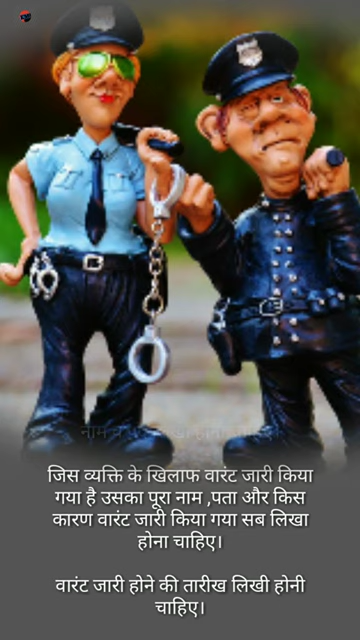 जिस व्यक्ति के खिलाफ वारंट जारी किया
गया है उसका पूरा नाम ,पता और किस
कारण वारंट जारी किया गया सब लिखा
होना चाहिए।
वारंट जारी होने की तारीख लिखी होनी
चाहिए।